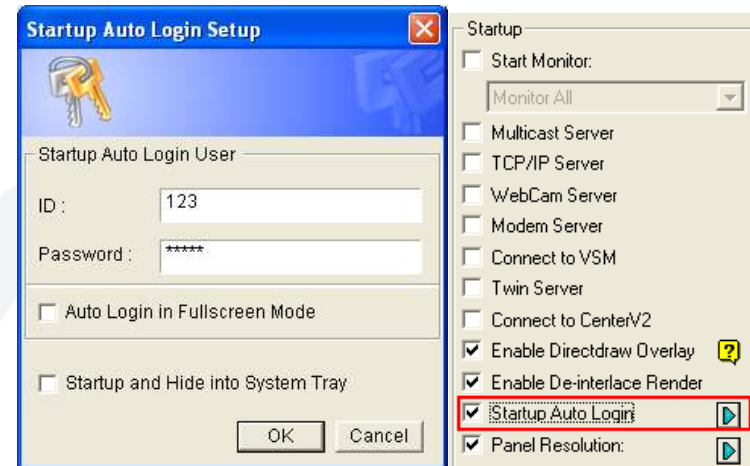 Startup Auto Login Setup
Startup Auto Login User
ID :
123
Password :
*****
Auto Login in Fullscreen Mode
Startup and Hide into System Tray
OK
Cancel
Startup
Start Monitor:
Monitor All
Multicast Server
TCP/IP Server
WebCam Server
Modem Server
Connect to VSM
Twin Server
Connect to CenterV2
Enable Directdraw Overlay
?
Enable De-interlace Render
Startup Auto Login
Panel Resolution: